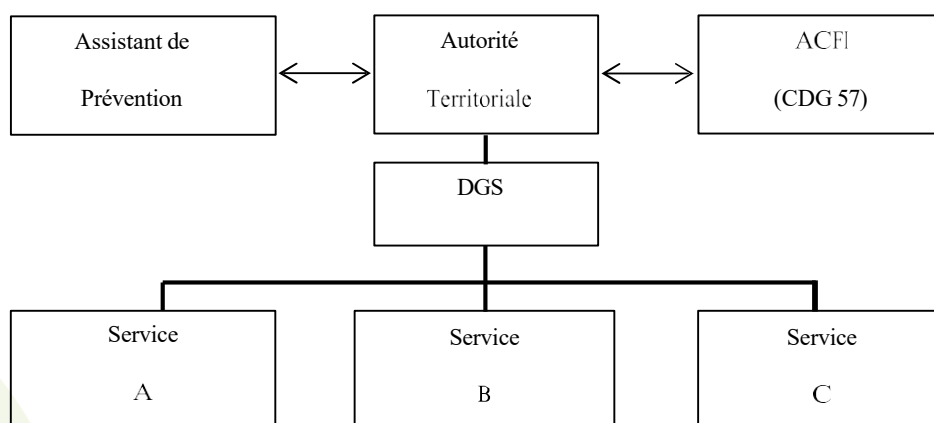 Assistant de
Prévention
Autorité
Territoriale
ACFI
(CDG 57)
DGS
Service
A
Service
B
Service
C